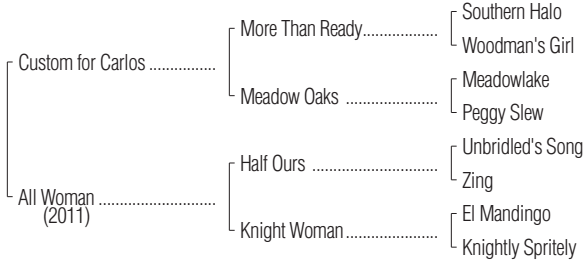 Southern Halo
More Than Ready..................
Woodman's Girl
Custom for Carlos ................
Meadowlake
Meadow Oaks ......................
Peggy Slew
Unbridled's Song
Half Ours ..............................
Zing
All Woman ............................
(2011)
El Mandingo
Knight Woman......................
Knightly Spritely